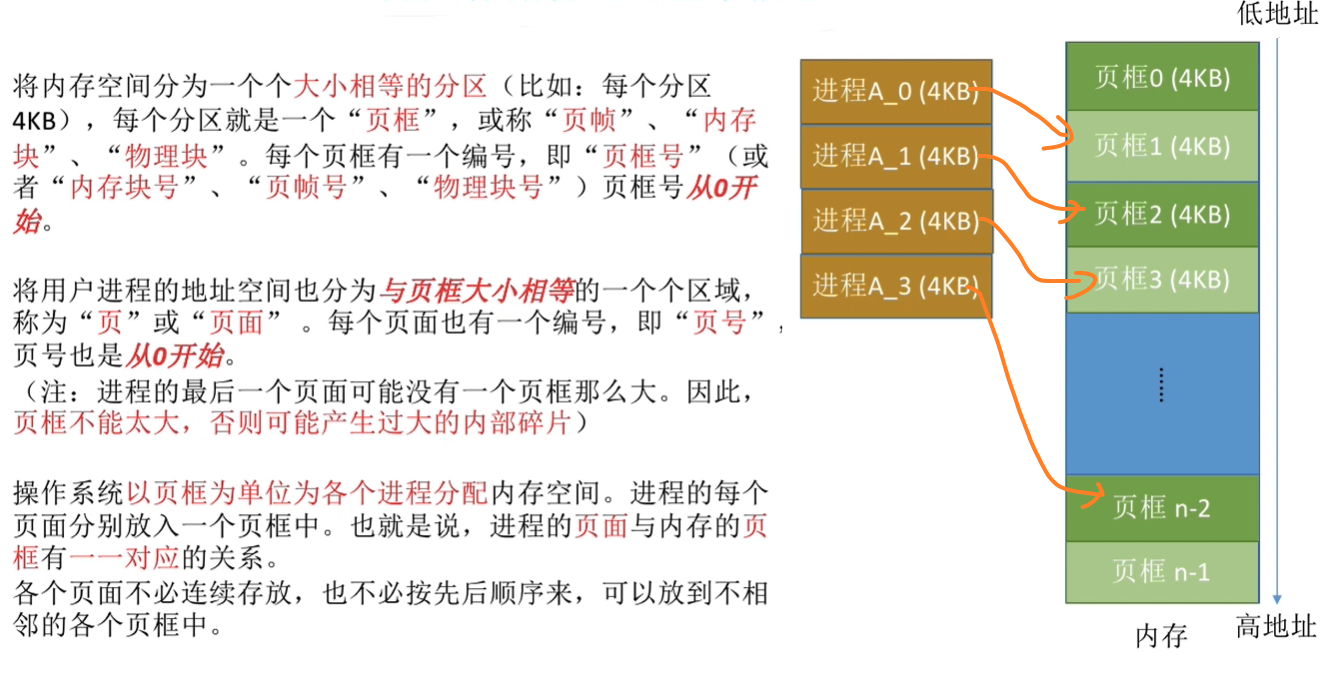 将内存空间分为一个个大小相等的分区（比如：每个分区
4KB），每个分区就是一个“页框”，或称“页帧”、“内存
块”、“物理块”。每个页框有一个编号，即“页框号”（或
者“内存块号”、“页帧号”、“物理块号”）页框号从0开
始。
将用户进程的地址空间也分为与页框大小相等的一个个区域，
称为“页”或“页面” 。每个页面也有一个编号，即“页号”，
页号也是从0开始。
（注：进程的最后一个页面可能没有一个页框那么大。因此，
页框不能太大，否则可能产生过大的内部碎片）
操作系统以页框为单位为各个进程分配内存空间。进程的每个
页面分别放入一个页框中。也就是说，进程的页面与内存的页
框有一一对应的关系。
各个页面不必连续存放，也不必按先后顺序来，可以放到不相
邻的各个页框中。
进程A_0 (4KB)
进程A_1 (4KB)
进程A_2 (4KB)
进程A_3 (4KB)
低地址
页框0 (4KB)
页框1 (4KB)
页框2 (4KB)
页框3 (4KB)
······
页框 n-2
页框 n-1
内存
高地址